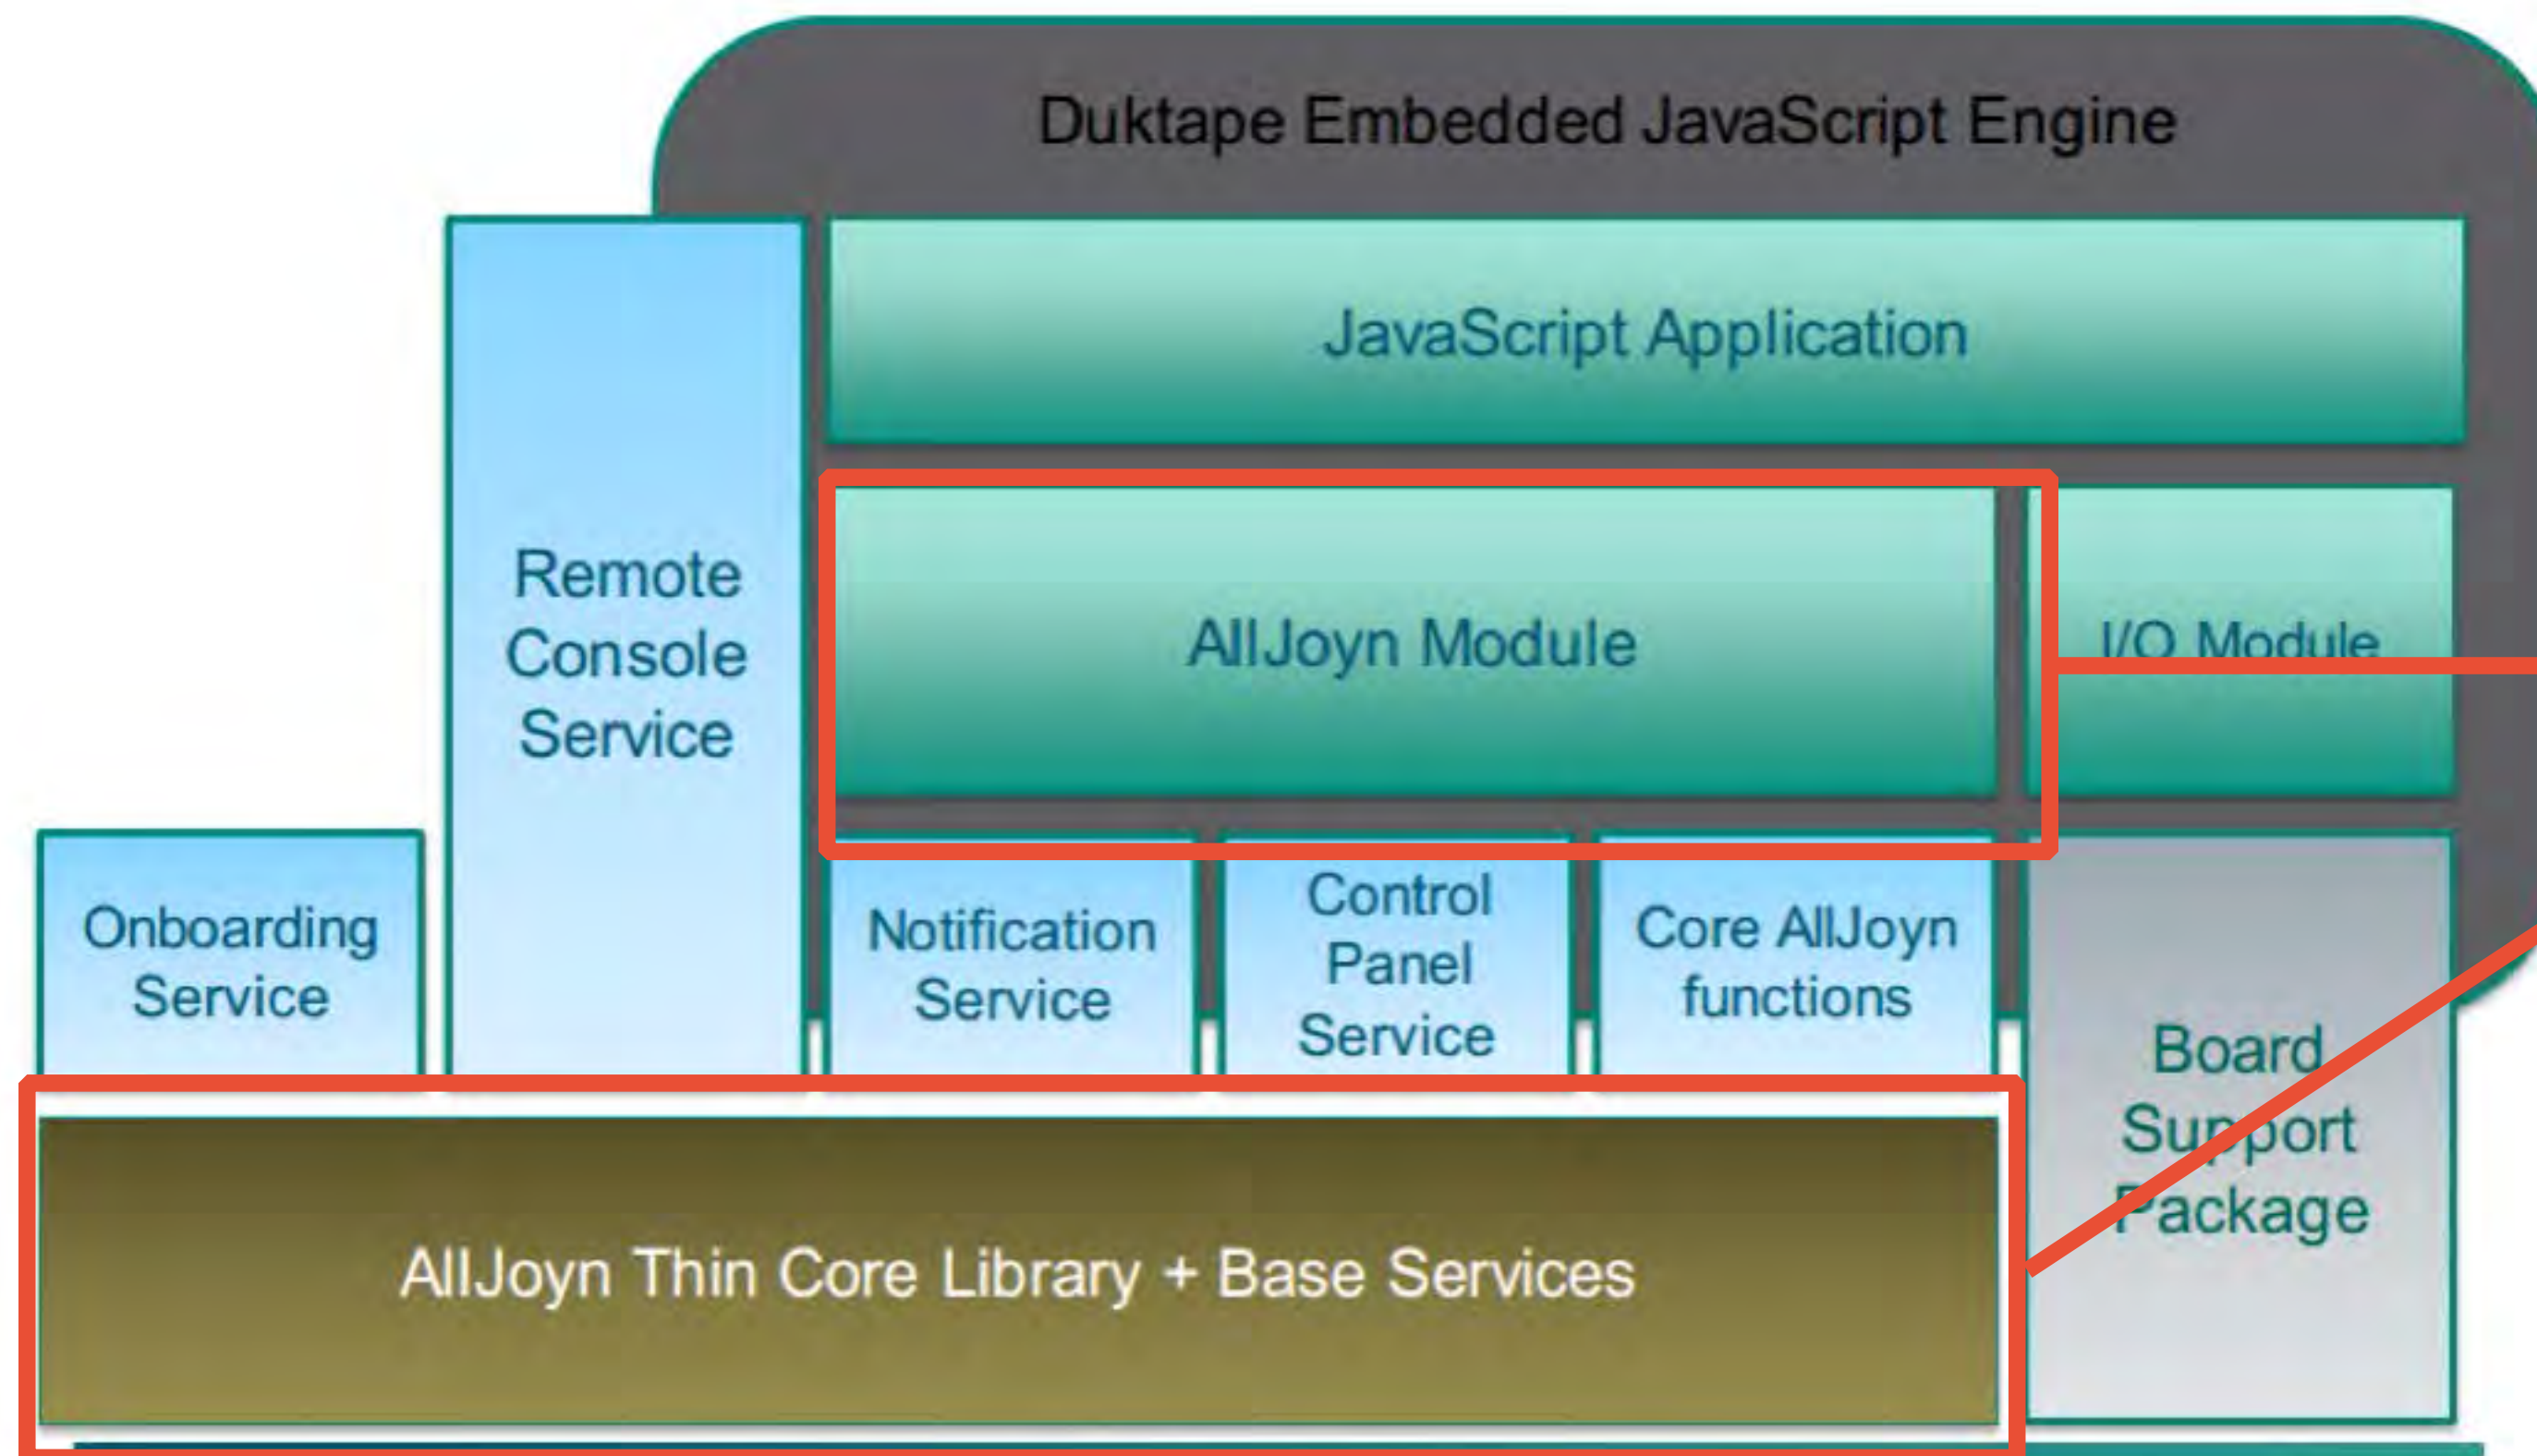 Duktape Embedded JavaScript Engine
JavaScript Application
Remote
Console
Service
AllJoyn Module
I/O Module
Onboarding
Service
Notification
Service
Control
Panel
Service
Core AllJoyn
functions
Board
Support
Package
AllJoyn Thin Core Library + Base Services